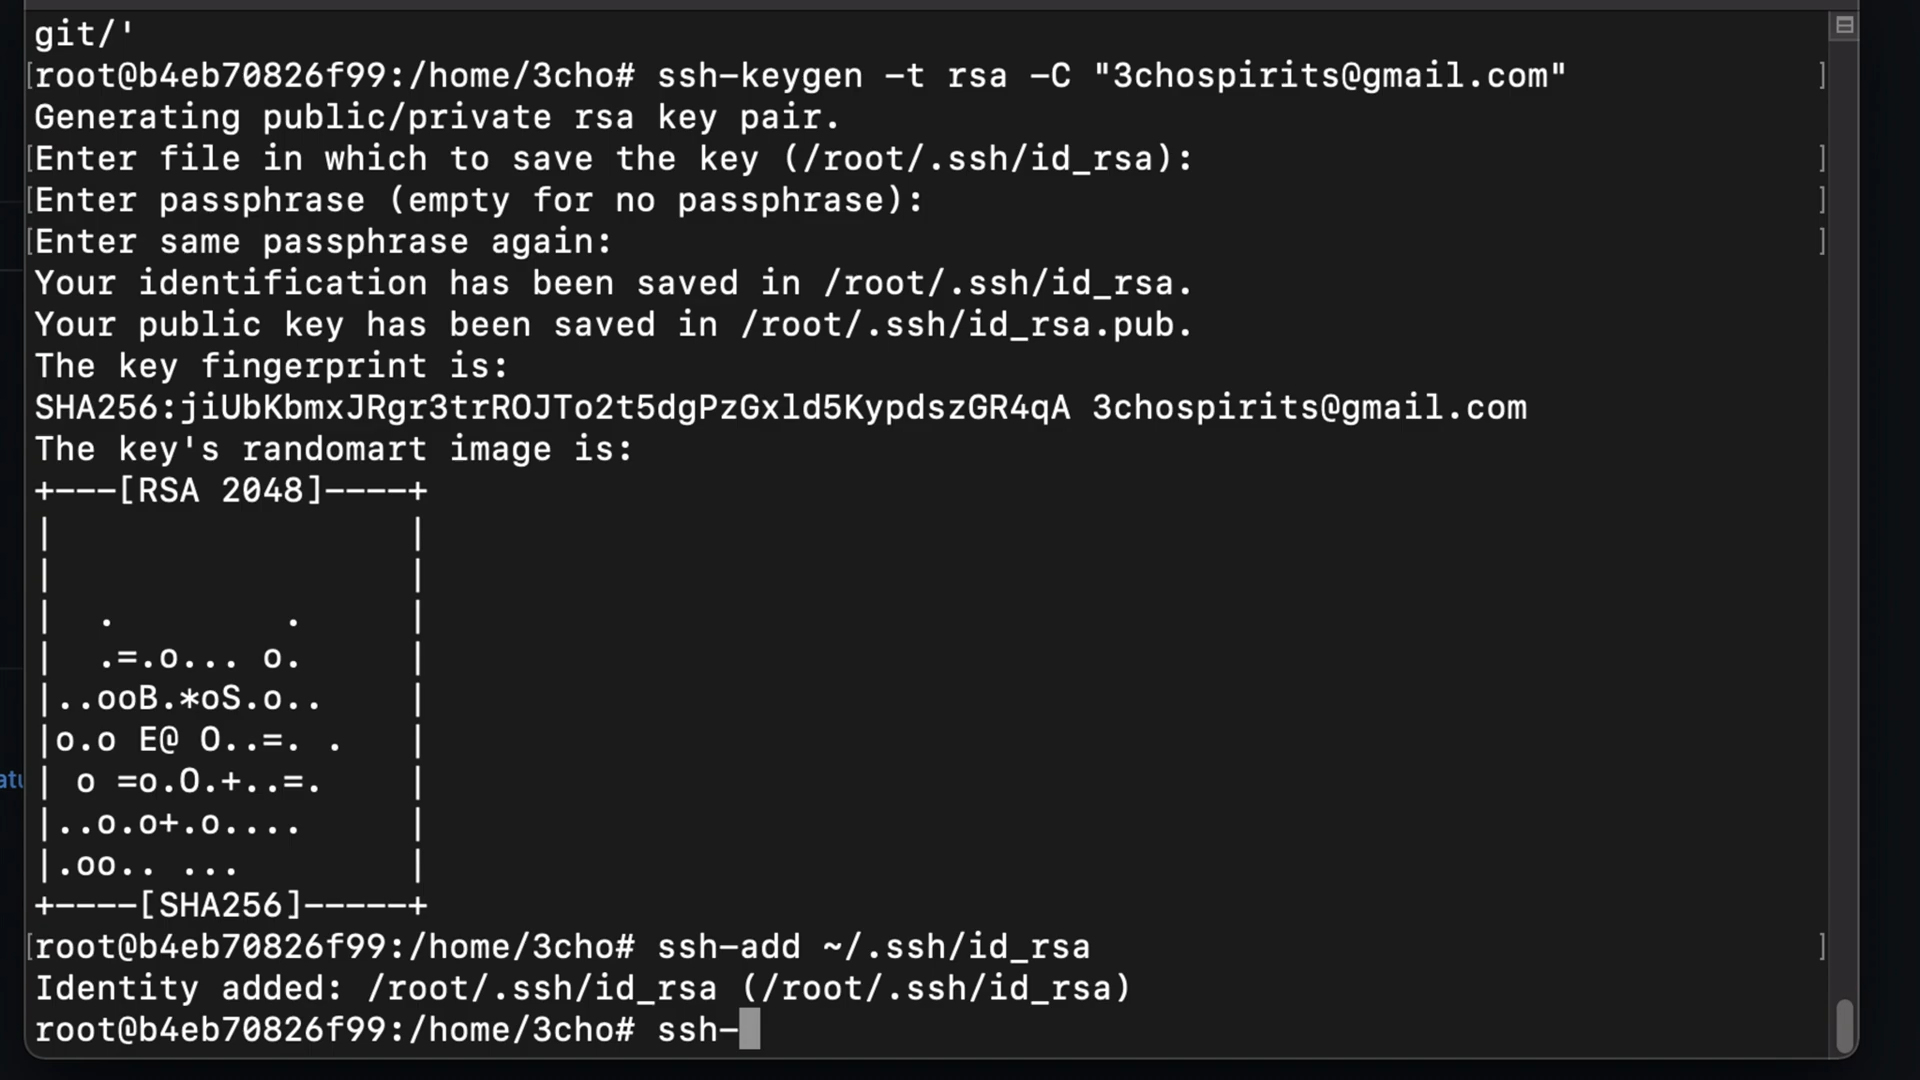 git/'
[root@b4eb70826f99:/home/3cho# ssh-keygen -t rsa -C "3chospirits@gmail.com" ]
Generating public/private rsa key pair.
[Enter file in which to save the key (/root/.ssh/id_rsa): ]
[Enter passphrase (empty for no passphrase): ]
[Enter same passphrase again: ]
Your identification has been saved in /root/.ssh/id_rsa.
Your public key has been saved in /root/.ssh/id_rsa.pub.
The key fingerprint is:
SHA256:jiUbKbmxJRgr3trROJTo2t5dgPzGxld5KypdszGR4qA 3chospirits@gmail.com
The key's randomart image is:
+---[RSA 2048]----+
|                 |
|                 |
|  .        .     |
|  .=.o... o.     |
|..ooB.*oS.o..    |
|o.o E@ O..=. .   |
| o =o.O.+..=.    |
|..o.o+.o....     |
|.oo.. ...        |
+----[SHA256]-----+
[root@b4eb70826f99:/home/3cho# ssh-add ~/.ssh/id_rsa ]
Identity added: /root/.ssh/id_rsa (/root/.ssh/id_rsa)
root@b4eb70826f99:/home/3cho# ssh-